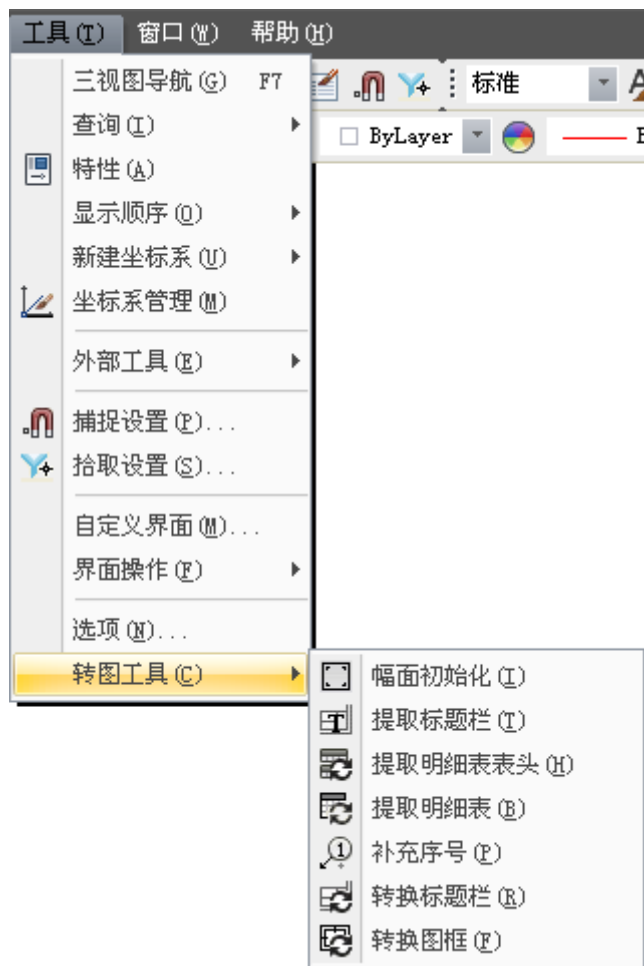 工具(T) 窗口(W) 帮助(H)
三视图导航(G) F7
标准
查询(I)
ByLayer
特性(A)
显示顺序(O)
新建坐标系(U)
坐标系管理(M)
外部工具(E)
捕捉设置(P)...
拾取设置(S)...
自定义界面(M)...
界面操作(F)
选项(N)...
转图工具(C)
幅面初始化(I)
提取标题栏(T)
提取明细表表头(H)
提取明细表(B)
补充序号(P)
转换标题栏(R)
转换图框(F)